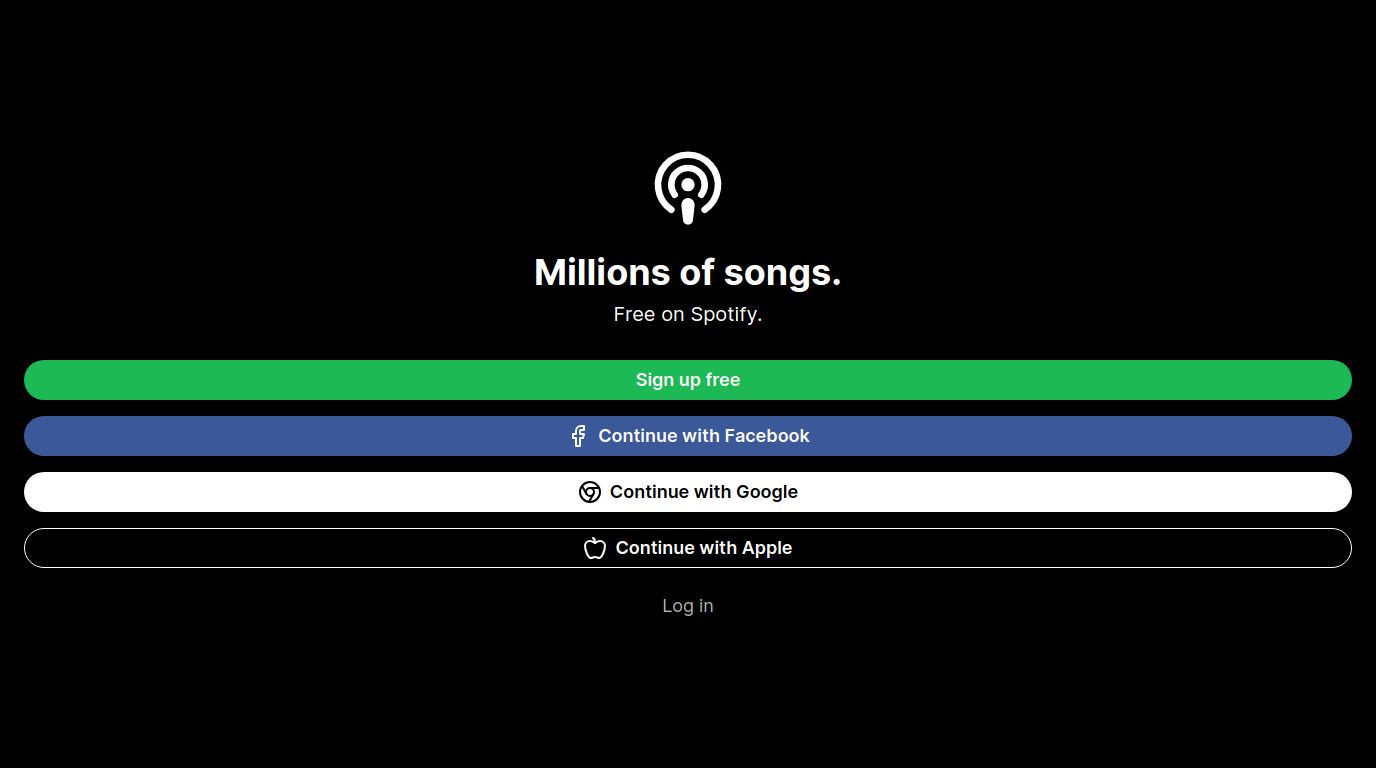 Millions of songs.
Free on Spotify.
Sign up free
Continue with Facebook
Continue with Google
Continue with Apple
Log in